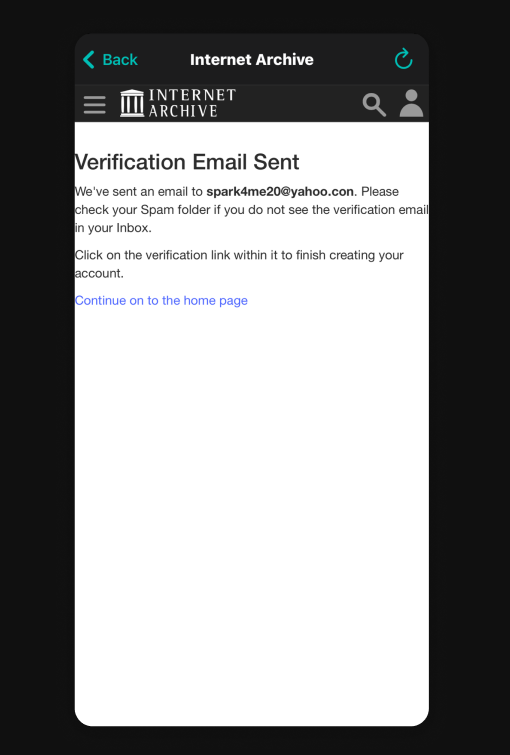 Back Internet Archive
INTERNET
ARCHIVE
Verification Email Sent
We've sent an email to spark4me20@yahoo.con. Please
check your Spam folder if you do not see the verification email
in your Inbox.
Click on the verification link within it to finish creating your
account.
Continue on to the home page